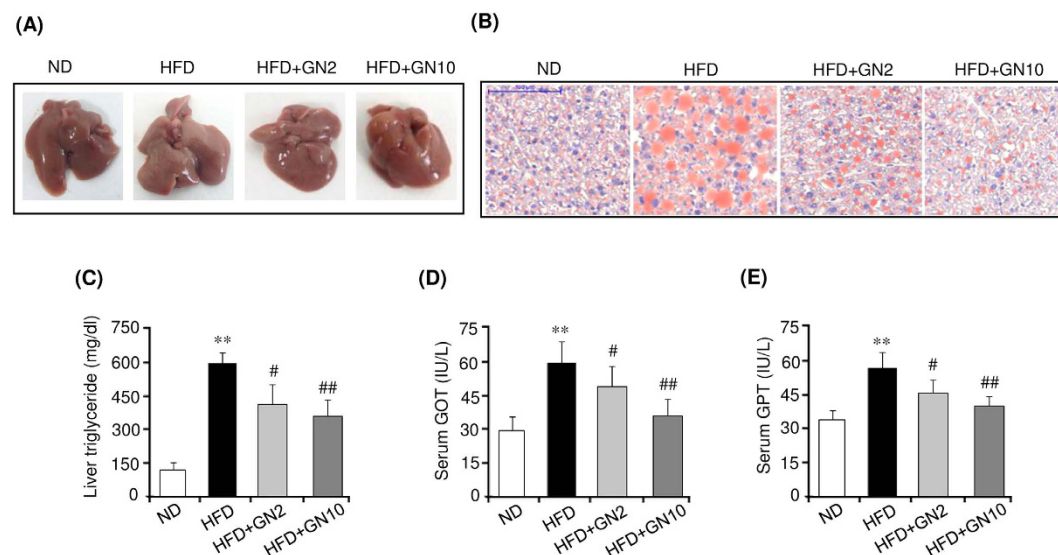 (A)
ND HFD HFD+GN2 HFD+GN10
(B)
ND HFD HFD+GN2 HFD+GN10
(C)
Liver triglyceride (mg/dl)
750
600
450
300
150
0
**
#
##
ND HFD HFD+GN2 HFD+GN10
(D)
Serum GOT (IU/L)
75
60
45
30
15
0
**
#
##
ND HFD HFD+GN2 HFD+GN10
(E)
Serum GPT (IU/L)
75
60
45
30
15
0
**
#
##
ND HFD HFD+GN2 HFD+GN10